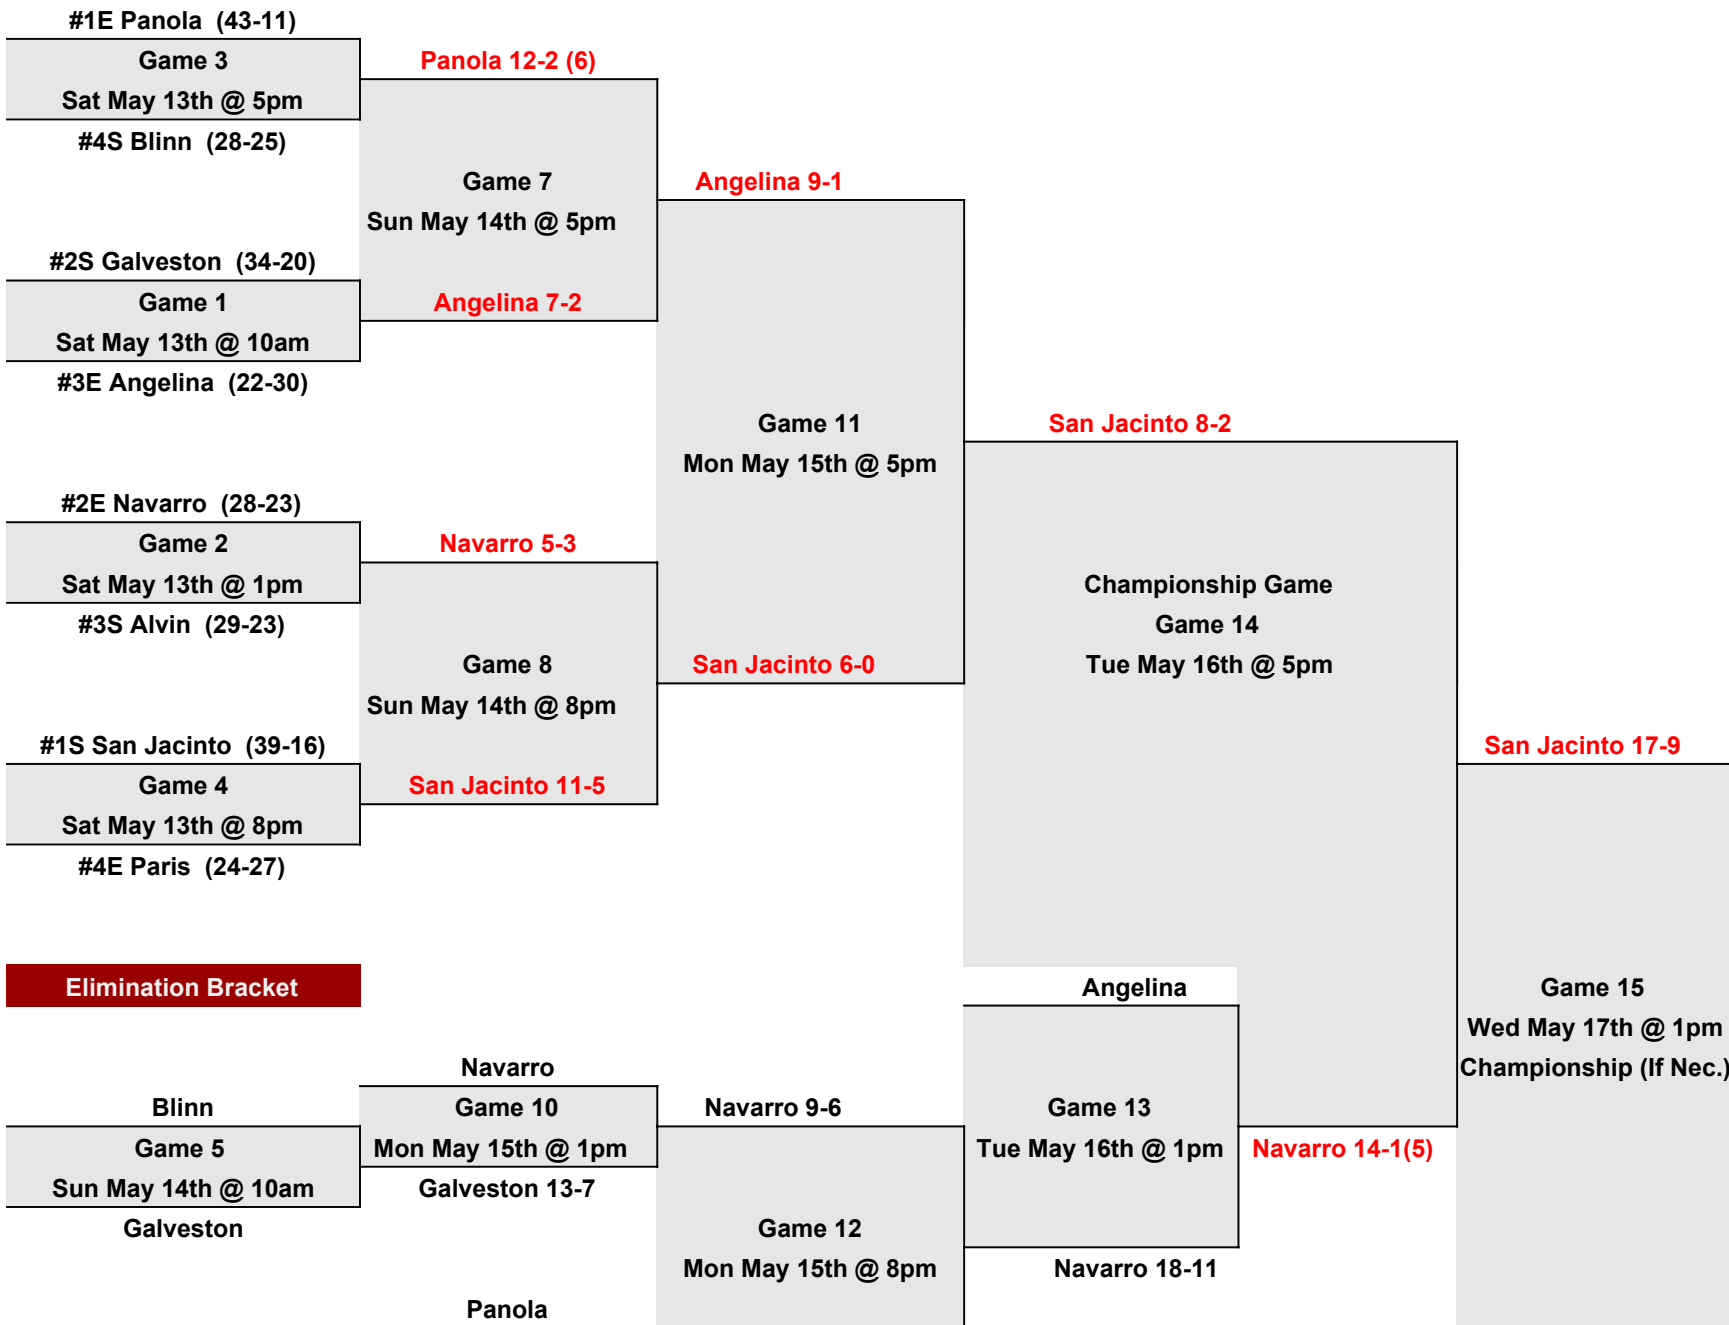 #1E Panola (43-11)
Game 3
Panola 12-2 (6)
Sat May 13th @ 5pm
#4S Blinn (28-25)
Game 7
Angelina 9-1
Sun May 14th @ 5pm
#2S Galveston (34-20)
Game 1
Angelina 7-2
Sat May 13th @ 10am
#3E Angelina (22-30)
Game 11
San Jacinto 8-2
Mon May 15th @ 5pm
#2E Navarro (28-23)
Game 2
Navarro 5-3
Sat May 13th @ 1pm
Championship Game
#3S Alvin (29-23)
Game 14
Game 8
San Jacinto 6-0
Tue May 16th @ 5pm
Sun May 14th @ 8pm
#1S San Jacinto (39-16)
San Jacinto 17-9
Game 4
San Jacinto 11-5
Sat May 13th @ 8pm
#4E Paris (24-27)
Elimination Bracket
Angelina
Game 15
Wed May 17th @ 1pm
Navarro
Championship (If Nec.)
Blinn
Game 10
Navarro 9-6
Game 13
Game 5
Mon May 15th @ 1pm
Tue May 16th @ 1pm
Navarro 14-1(5)
Sun May 14th @ 10am
Galveston 13-7
Galveston
Game 12
Mon May 15th @ 8pm
Navarro 18-11
Panola